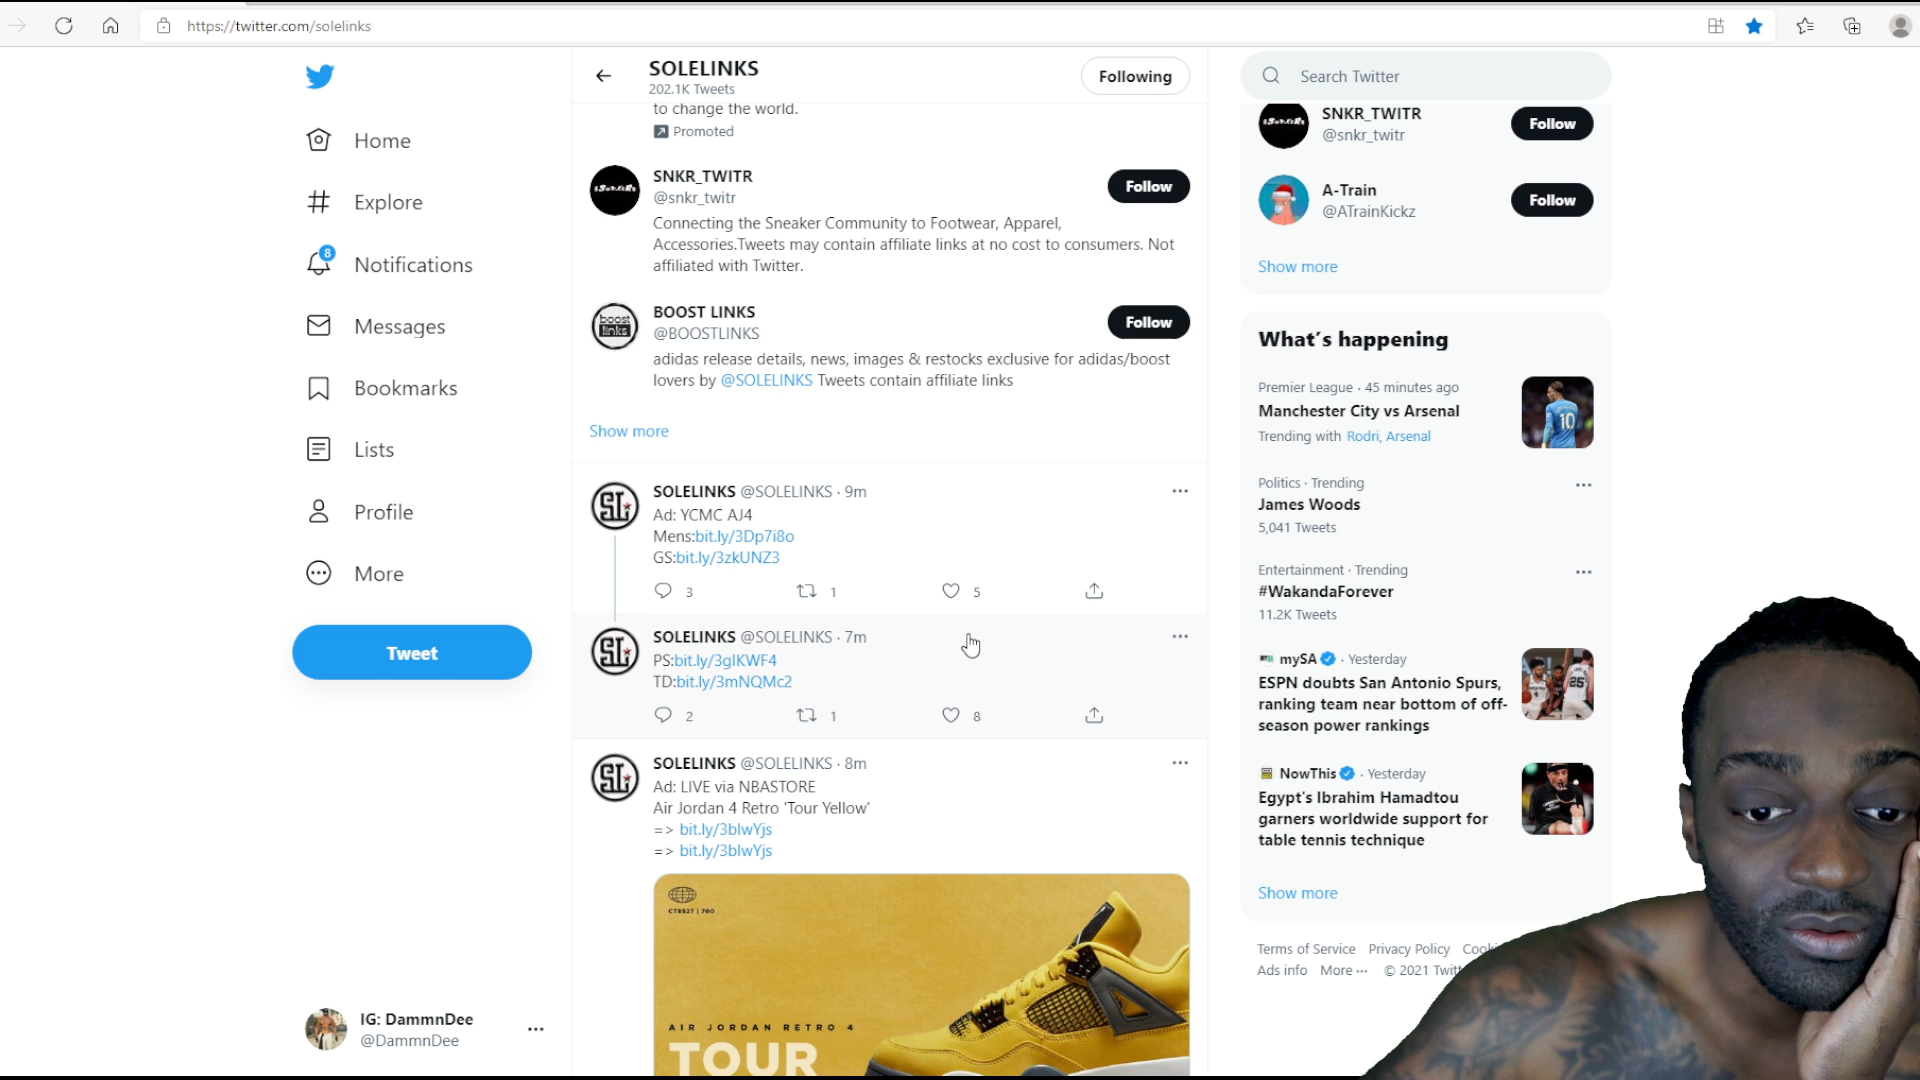 https://twitter.com/solelinks
Home
Explore
8
Notifications
Messages
Bookmarks
Lists
Profile
More
Tweet
IG: DammnDee
@DammnDee
SOLELINKS
202.1K Tweets
Following
to change the world.
Promoted
SNKR_TWITR
@snkr_twitr
Follow
Connecting the Sneaker Community to Footwear, Apparel,
Accessories.Tweets may contain affiliate links at no cost to consumers. Not
affiliated with Twitter.
boost
links
BOOST LINKS
@BOOSTLINKS
Follow
adidas release details, news, images & restocks exclusive for adidas/boost
lovers by @SOLELINKS Tweets contain affiliate links
Show more
SL
SOLELINKS @SOLELINKS · 9m
Ad: YCMC AJ4
Mens:bit.ly/3Dp7i8o
GS:bit.ly/3zkUNZ3
3 1 5
SL
SOLELINKS @SOLELINKS · 7m
PS:bit.ly/3gIKWF4
TD:bit.ly/3mNQMc2
2 1 8
SL
SOLELINKS @SOLELINKS · 8m
Ad: LIVE via NBASTORE
Air Jordan 4 Retro 'Tour Yellow'
=> bit.ly/3blwYjs
=> bit.ly/3blwYjs
CT8527 | 700
AIR JORDAN RETRO 4
TOUR
Search Twitter
SNKR_TWITR
@snkr_twitr
Follow
A-Train
@ATrainKickz
Follow
Show more
What's happening
Premier League · 45 minutes ago
Manchester City vs Arsenal
Trending with Rodri, Arsenal
10
Politics · Trending
James Woods
5,041 Tweets
Entertainment · Trending
#WakandaForever
11.2K Tweets
mySA · Yesterday
ESPN doubts San Antonio Spurs,
ranking team near bottom of off-
season power rankings
25
NowThis · Yesterday
Egypt's Ibrahim Hamadtou
garners worldwide support for
table tennis technique
Show more
Terms of Service Privacy Policy
Ads info More ··· © 2021